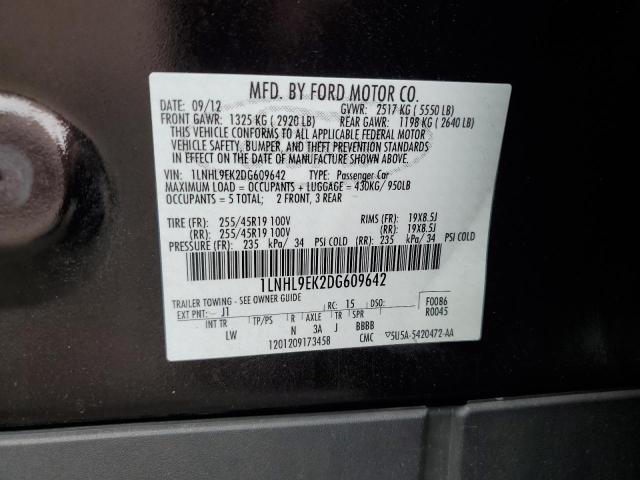 MFD. BY FORD MOTOR CO.
DATE: 09/12 GVWR: 2517 KG ( 5550 LB)
FRONT GAWR: 1325 KG ( 2920 LB) REAR GAWR: 1198 KG ( 2640 LB)
THIS VEHICLE CONFORMS TO ALL APPLICABLE FEDERAL MOTOR
VEHICLE SAFETY, BUMPER, AND THEFT PREVENTION STANDARDS
IN EFFECT ON THE DATE OF MANUFACTURE SHOWN ABOVE.
VIN: 1LNHL9EK2DG609642 TYPE: Passenger Car
MAXIMUM LOAD = OCCUPANTS + LUGGAGE = 430KG/ 950LB
OCCUPANTS = 5 TOTAL; 2 FRONT, 3 REAR
TIRE (FR): 255/45R19 100V RIMS (FR): 19X8.5J
(RR): 255/45R19 100V (RR): 19X8.5J
PRESSURE (FR): 235 kPa/ 34 PSI COLD (RR) 235 kPa/ 34 PSI COLD
1LNHL9EK2DG609642
TRAILER TOWING - SEE OWNER GUIDE
EXT PNT: J1 RC: 15 DSO: F0086
INT TR TP/PS R AXLE TR SPR R0045
LW N 3A J BBBB
12012091734​58 CMC ▽5U5A-5420472-AA